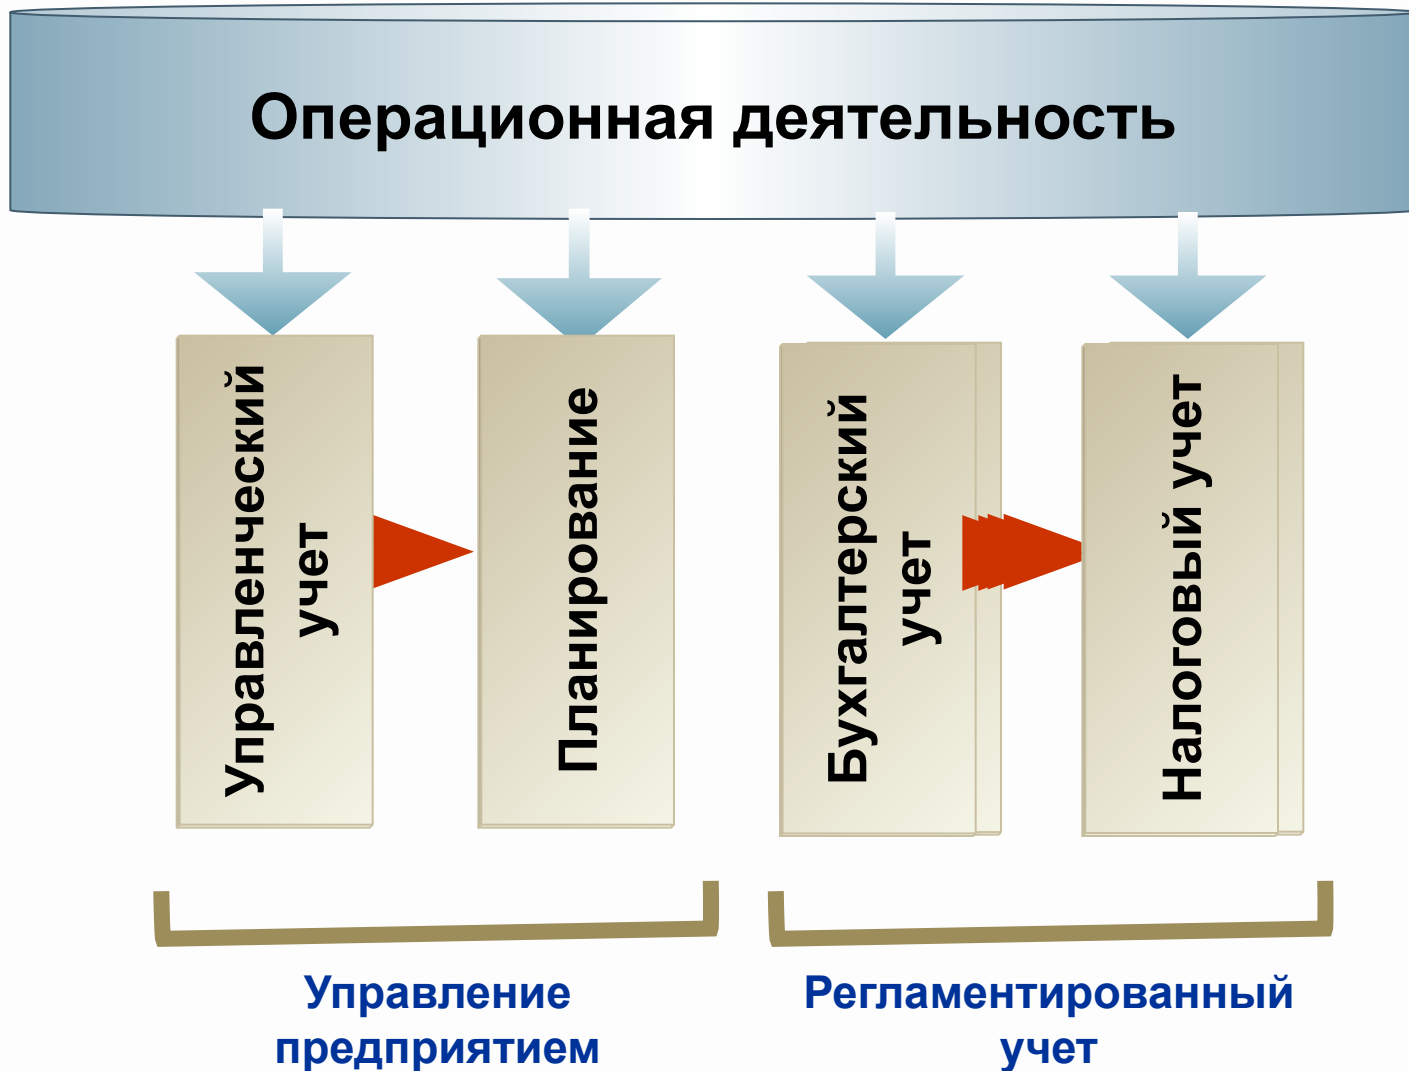 Операционная деятельность
Управленческий
учет
Планирование
Бухгалтерский
учет
Налоговый учет
Управление
предприятием
Регламентированный
учет